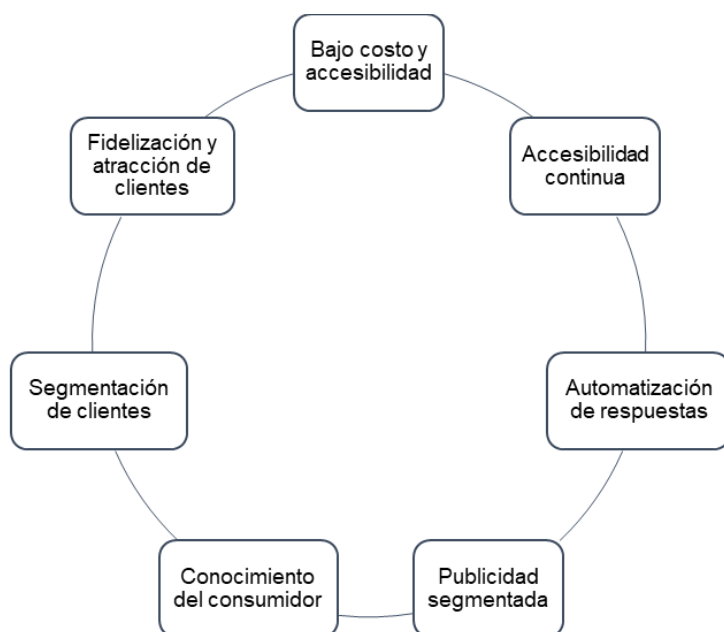 Bajo costo y
accesibilidad
Accesibilidad
continua
Automatización
de respuestas
Publicidad
segmentada
Conocimiento
del consumidor
Segmentación
de clientes
Fidelización y
atracción de
clientes